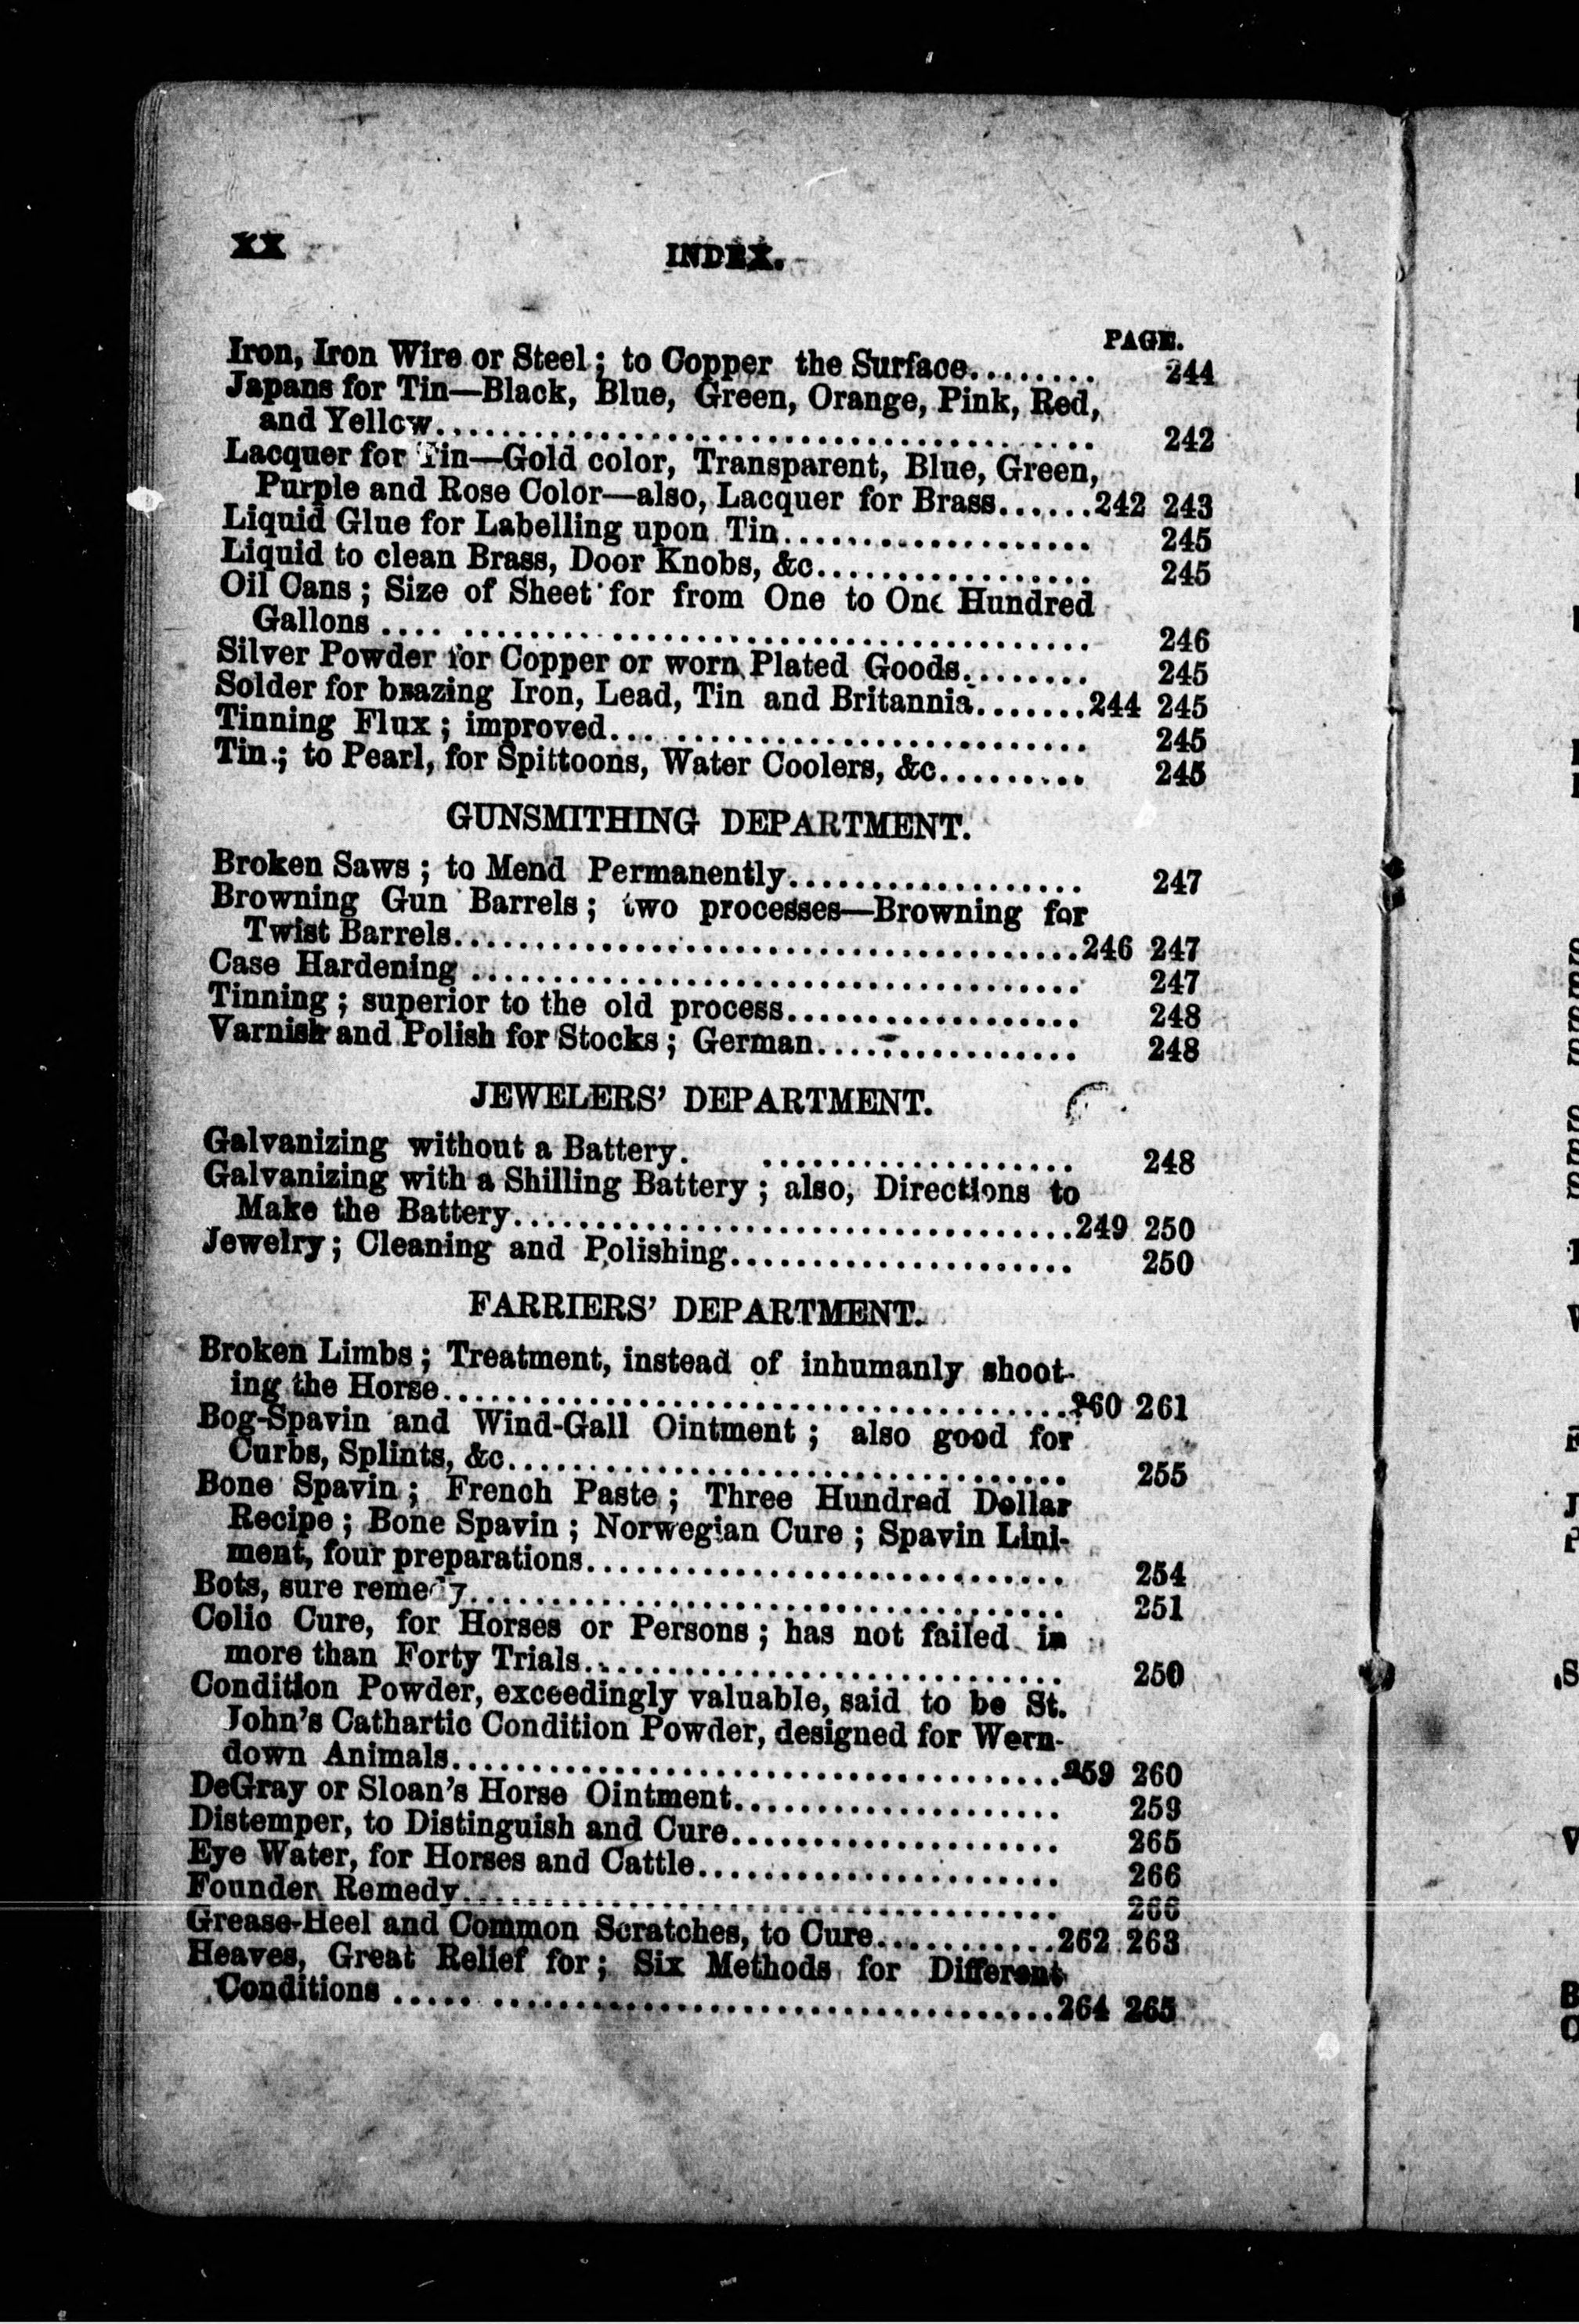 XX
INDEX.
PAGE.
Iron, Iron Wire or Steel; to Copper the Surface........ 244
Japans for Tin—Black, Blue, Green, Orange, Pink, Red,
and Yellow........................................ 242
Lacquer for Tin—Gold color, Transparent, Blue, Green,
Purple and Rose Color—also, Lacquer for Brass......242 243
Liquid Glue for Labelling upon Tin................... 245
Liquid to clean Brass, Door Knobs, &c................. 245
Oil Cans; Size of Sheet for from One to One Hundred
Gallons .... ...................................... 246
Silver Powder for Copper or worn Plated Goods........ 245
Solder for brazing Iron, Lead, Tin and Britannia.......244 245
Tinning Flux; improved... .......................... 245
Tin; to Pearl, for Spittoons, Water Coolers, &c......... 245
GUNSMITHING DEPARTMENT.
Broken Saws; to Mend Permanently.................. 247
Browning Gun Barrels; two processes—Browning for
Twist Barrels......................................246 247
Case Hardening ..................................... 247
Tinning; superior to the old process.................. 248
Varnish and Polish for Stocks; German................ 248
JEWELERS' DEPARTMENT.
Galvanizing without a Battery. ................... 248
Galvanizing with a Shilling Battery; also, Directions to
Make the Battery..................................249 250
Jewelry; Cleaning and Polishing..................... 250
FARRIERS' DEPARTMENT.
Broken Limbs; Treatment, instead of inhumanly shoot-
ing the Horse......................................260 261
Bog-Spavin and Wind-Gall Ointment; also good for
Curbs, Splints, &c.................................. 255
Bone Spavin; French Paste; Three Hundred Dollar
Recipe; Bone Spavin; Norwegian Cure; Spavin Lini-
ment, four preparations............................. 254
Bots, sure remedy.................................... 251
Colic Cure, for Horses or Persons; has not failed in
more than Forty Trials............................. 250
Condition Powder, exceedingly valuable, said to be St.
John's Cathartic Condition Powder, designed for Worn-
down Animals.....................................259 260
DeGray or Sloan's Horse Ointment.................... 259
Distemper, to Distinguish and Cure.................... 265
Eye Water, for Horses and Cattle...................... 266
Founder Remedy.................................... 266
Grease-Heel and Common Scratches, to Cure...........262 263
Heaves, Great Relief for; Six Methods for Different
Conditions ..... ..................................264 265